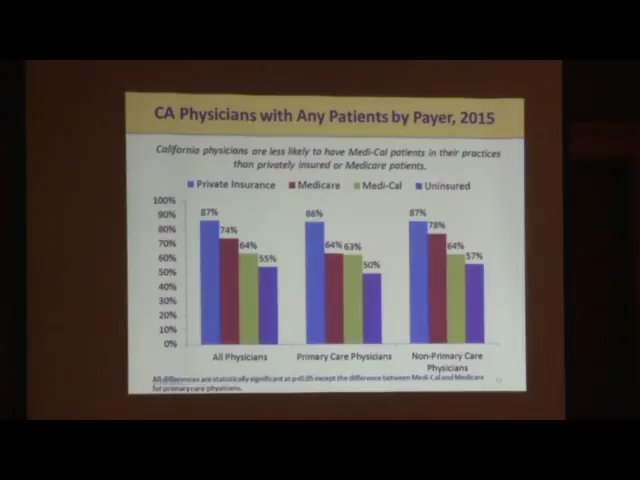 CA Physicians with Any Patients by Payer, 2015
California physicians are less likely to have Medi-Cal patients in their practices
than privately insured or Medicare patients.
Private Insurance Medicare Medi-Cal Uninsured
100%
90%
80%
70%
60%
50%
40%
30%
20%
10%
0%
87% 74% 64% 55%
86% 64% 63% 50%
87% 78% 64% 57%
All Physicians Primary Care Physicians Non-Primary Care
Physicians
All differences are statistically significant at p<0.05 except the difference between Medi-Cal and Medicare
for primary care physicians.